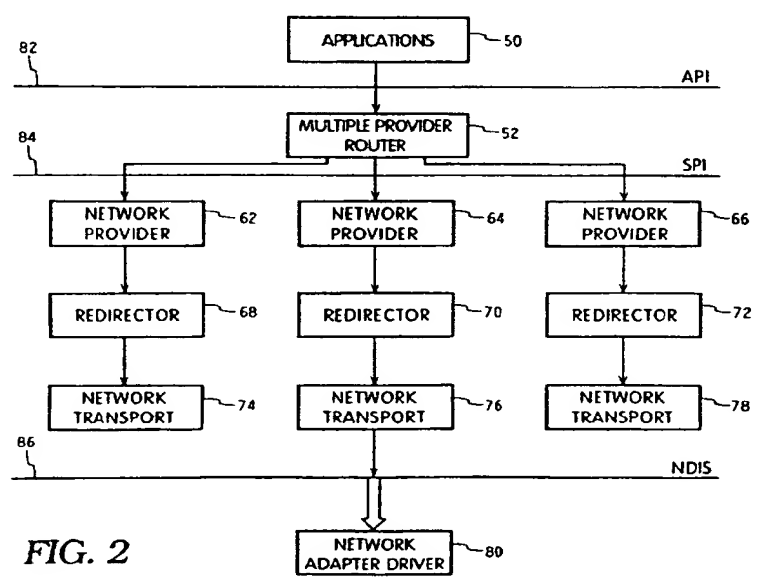 APPLICATIONS
50
82
API
MULTIPLE PROVIDER
ROUTER
52
84
SPI
NETWORK
PROVIDER
62
NETWORK
PROVIDER
64
NETWORK
PROVIDER
66
REDIRECTOR
68
REDIRECTOR
70
REDIRECTOR
72
NETWORK
TRANSPORT
74
NETWORK
TRANSPORT
76
NETWORK
TRANSPORT
78
86
NDIS
NETWORK
ADAPTER DRIVER
80
FIG. 2